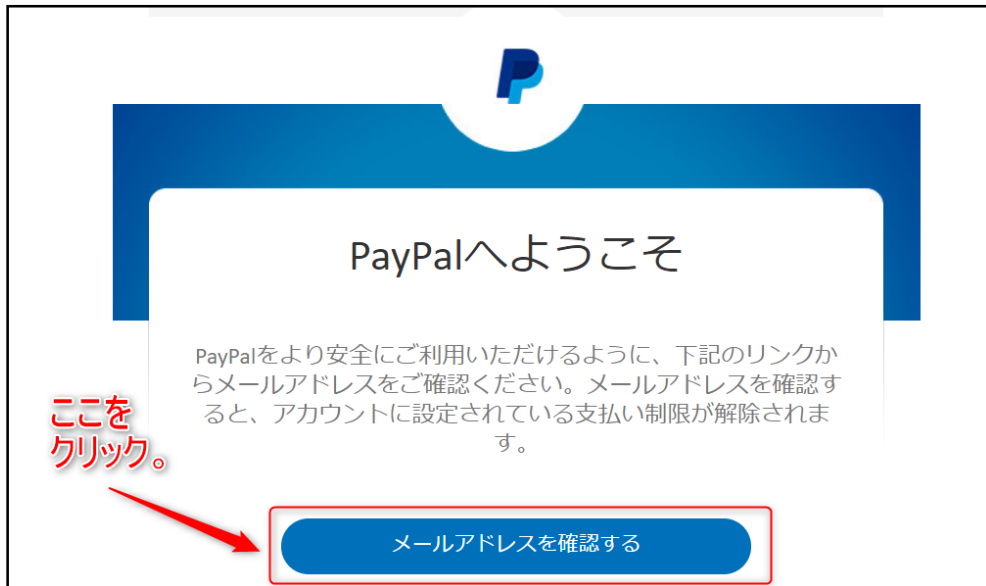 PayPalへようこそ
PayPalをより安全にご利用いただけるように、下記のリンクか
らメールアドレスをご確認ください。メールアドレスを確認す
ると、アカウントに設定されている支払い制限が解除されま
す。
ここを
クリック。
メールアドレスを確認する